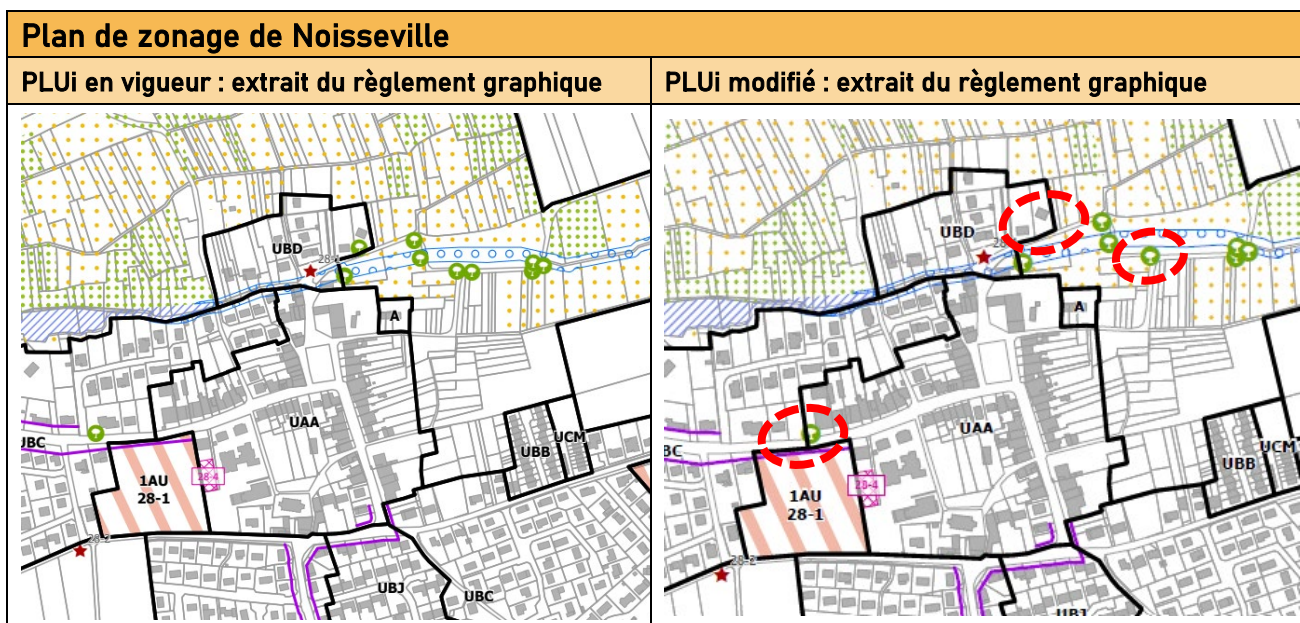 Plan de zonage de Noisseville
PLUi en vigueur : extrait du règlement graphique
PLUi modifié : extrait du règlement graphique
UBD
A
UAA
UBB
UCM
1AU
28-1
28-4
28-2
UBJ
UBC
UBD
A
UAA
UBB
UCM
BC
1AU
28-1
28-4
28-2
UBJ